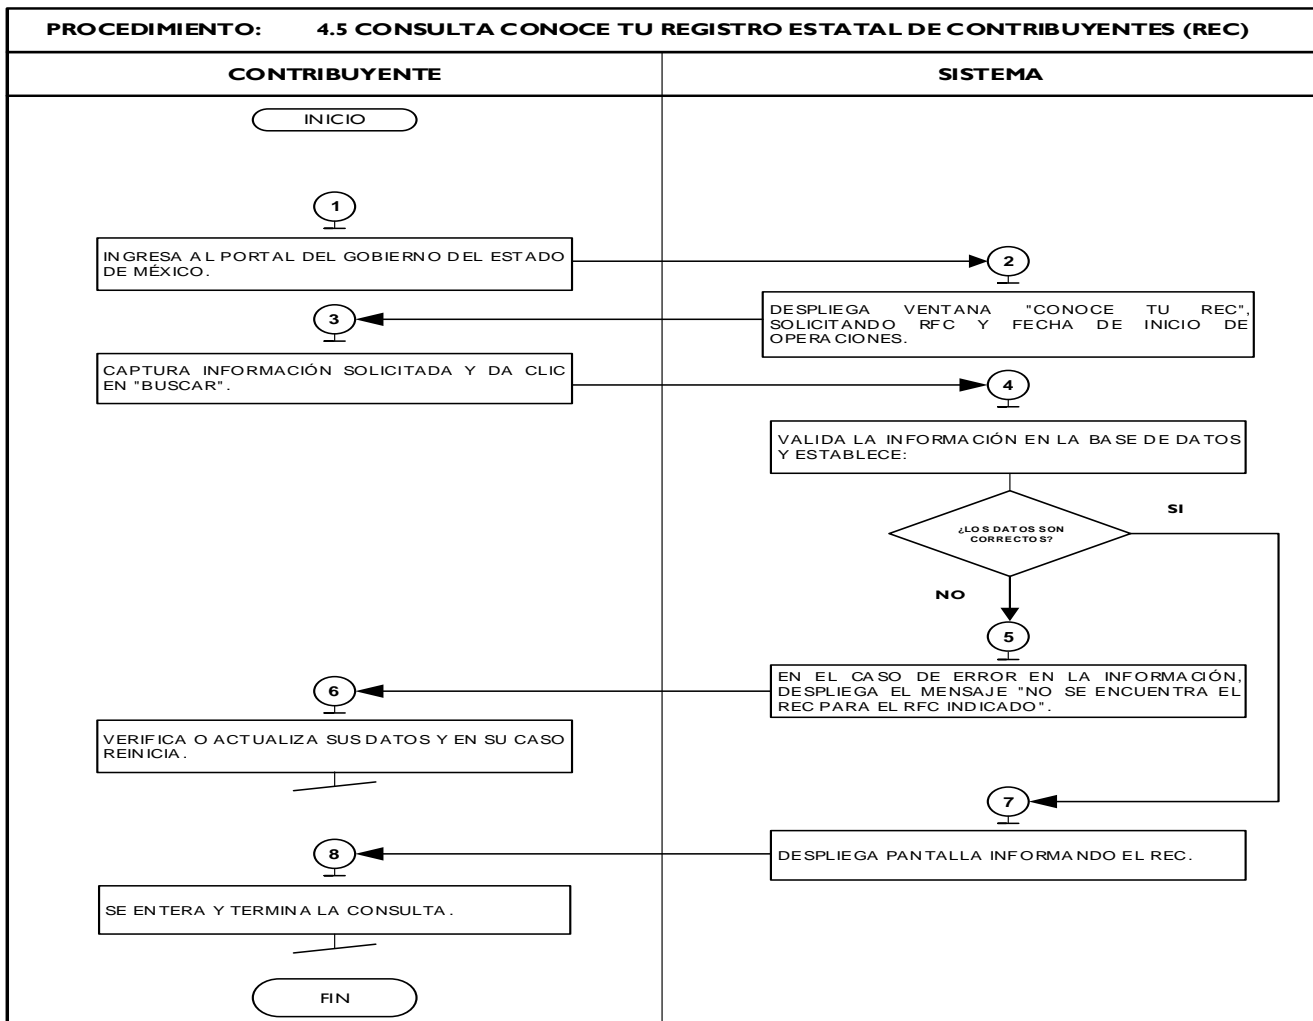 PROCEDIMIENTO: 4.5 CONSULTA CONOCE TU REGISTRO ESTATAL DE CONTRIBUYENTES (REC)
CONTRIBUYENTE
SISTEMA
INICIO
1
INGRESA AL PORTAL DEL GOBIERNO DEL ESTADO
DE MÉXICO.
2
DESPLIEGA VENTANA "CONOCE TU REC",
SOLICITANDO RFC Y FECHA DE INICIO DE
OPERACIONES.
3
CAPTURA INFORMACIÓN SOLICITADA Y DA CLIC
EN "BUSCAR".
4
VALIDA LA INFORMACIÓN EN LA BASE DE DATOS
Y ESTABLECE:
¿LOS DATOS SON
CORRECTOS?
SI
NO
5
EN EL CASO DE ERROR EN LA INFORMACIÓN,
DESPLIEGA EL MENSAJE "NO SE ENCUENTRA EL
REC PARA EL RFC INDICADO".
6
VERIFICA O ACTUALIZA SUS DATOS Y EN SU CASO
REINICIA.
7
DESPLIEGA PANTALLA INFORMANDO EL REC.
8
SE ENTERA Y TERMINA LA CONSULTA.
FIN